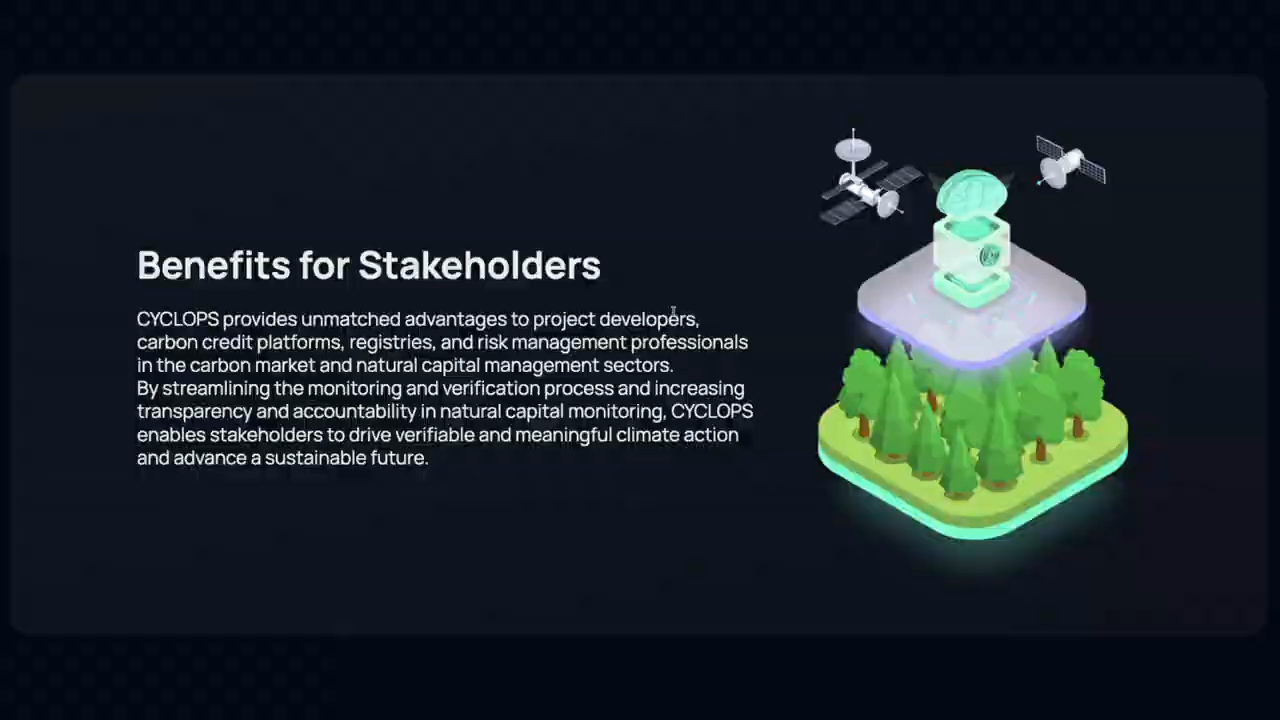 Benefits for Stakeholders
CYCLOPS provides unmatched advantages to project developers,
carbon credit platforms, registries, and risk management professionals
in the carbon market and natural capital management sectors.
By streamlining the monitoring and verification process and increasing
transparency and accountability in natural capital monitoring, CYCLOPS
enables stakeholders to drive verifiable and meaningful climate action
and advance a sustainable future.